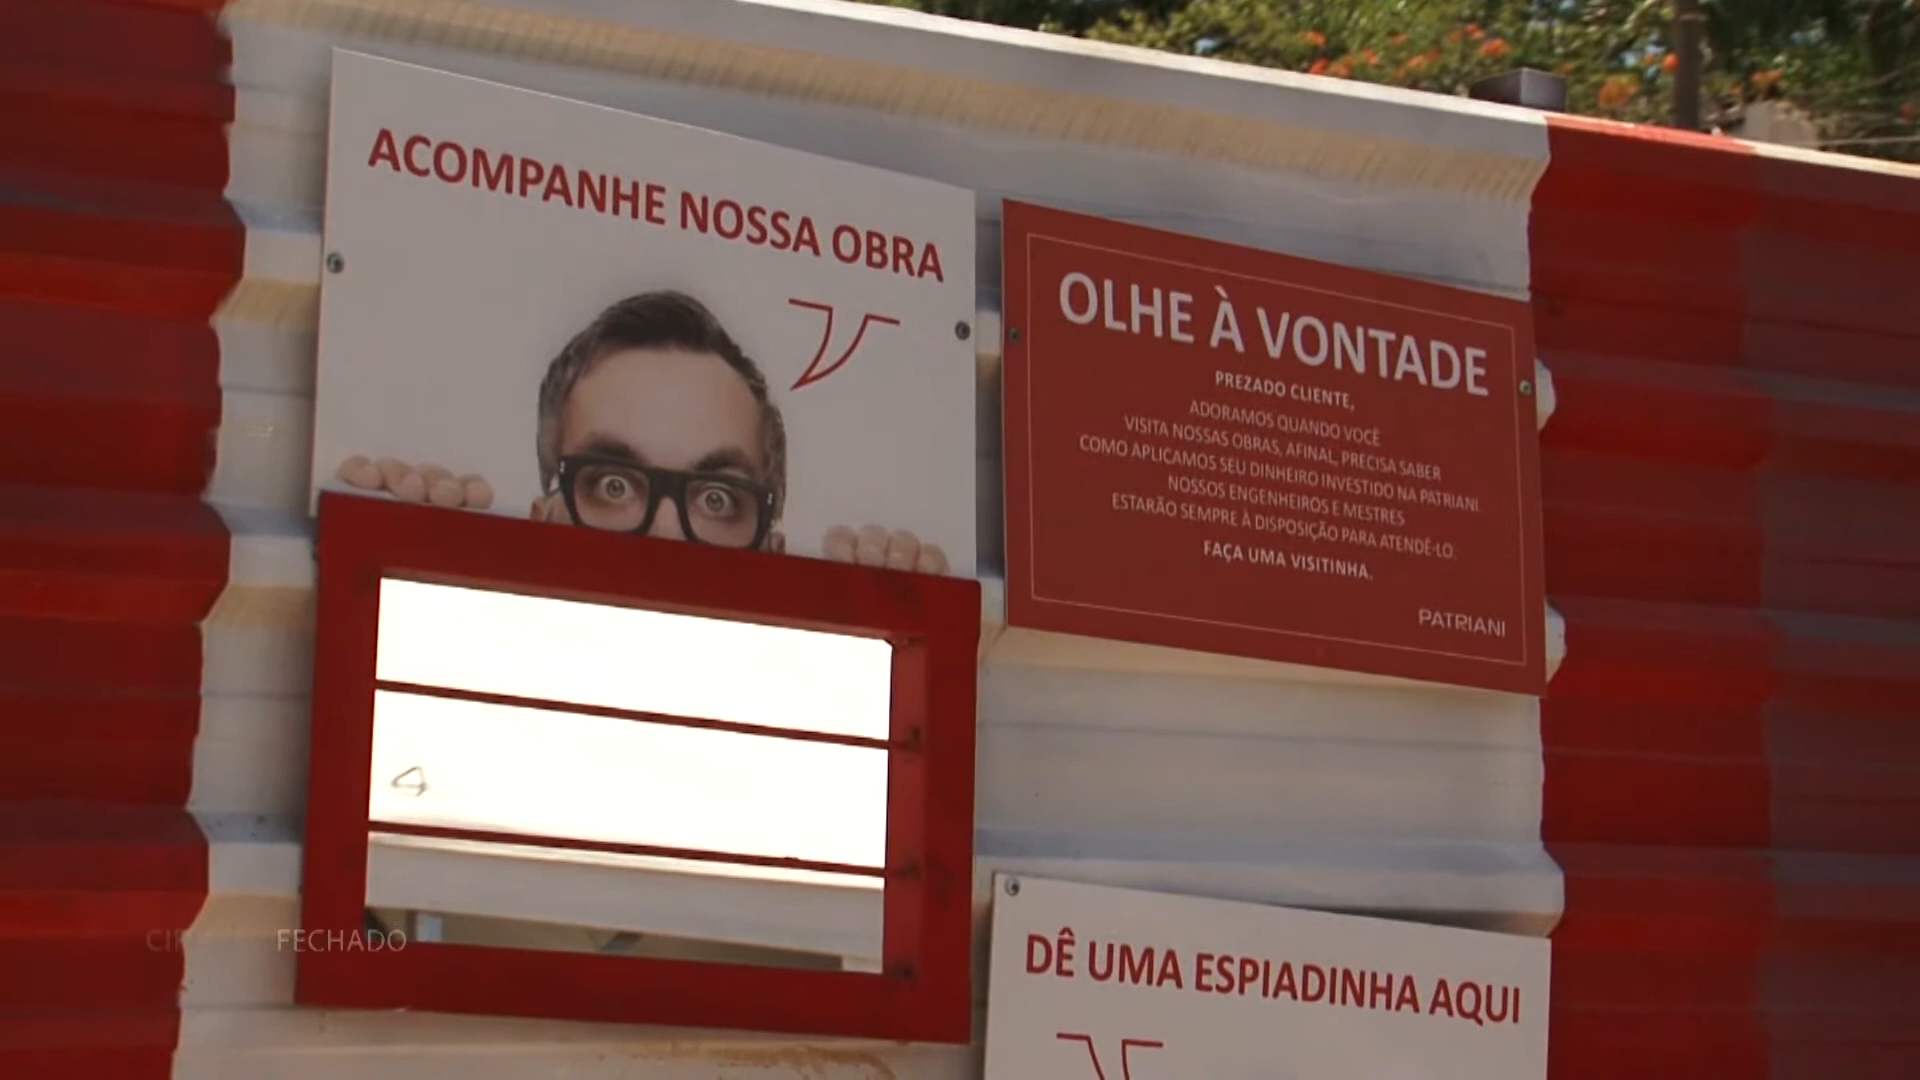 ACOMPANHE NOSSA OBRA
OLHE À VONTADE
PREZADO CLIENTE,
ADORAMOS QUANDO VOCÊ
VISITA NOSSAS OBRAS, AFINAL, PRECISA SABER
COMO APLICAMOS SEU DINHEIRO INVESTIDO NA PATRIANI.
NOSSOS ENGENHEIROS E MESTRES
ESTARÃO SEMPRE À DISPOSIÇÃO PARA ATENDÊ-LO.
FAÇA UMA VISITINHA.
PATRIANI
DÊ UMA ESPIADINHA AQUI
FECHADO